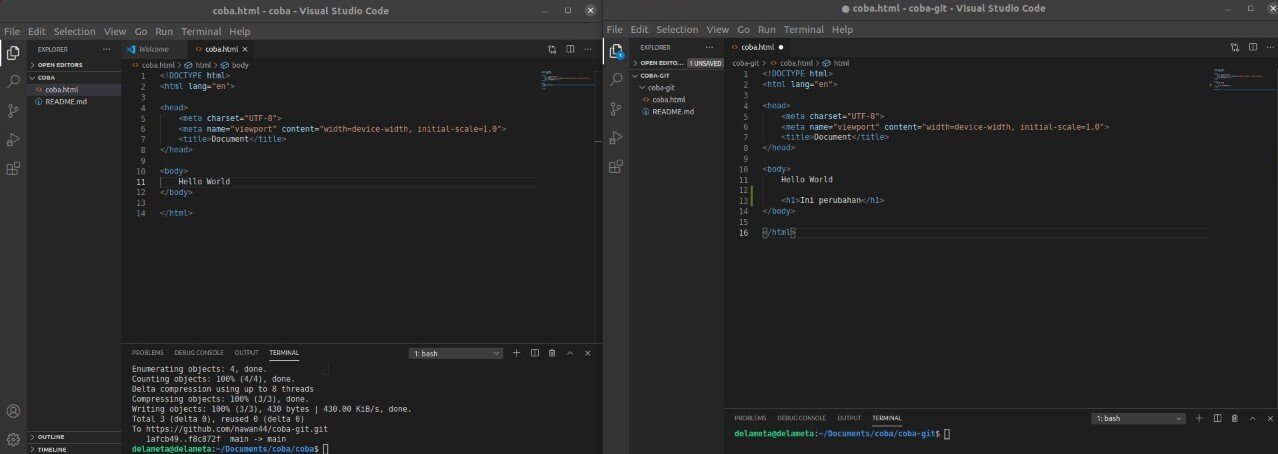 coba.html - coba - Visual Studio Code
File Edit Selection View Go Run Terminal Help
EXPLORER
OPEN EDITORS
COBA
coba.html
README.md
OUTLINE
TIMELINE
Welcome
coba.html
coba.html > html > body
1 <!DOCTYPE html>
2 <html lang="en">
3
4 <head>
5 <meta charset="UTF-8">
6 <meta name="viewport" content="width=device-width, initial-scale=1.0">
7 <title>Document</title>
8 </head>
9
10 <body>
11 Hello World
12 </body>
13
14 </html>
PROBLEMS DEBUG CONSOLE OUTPUT TERMINAL
1: bash
Enumerating objects: 4, done.
Counting objects: 100% (4/4), done.
Delta compression using up to 8 threads
Compressing objects: 100% (3/3), done.
Writing objects: 100% (3/3), 430 bytes | 430.00 KiB/s, done.
Total 3 (delta 0), reused 0 (delta 0)
To https://github.com/nawan44/coba-git.git
1afcb49..f8c872f main -> main
delameta@delameta:~/Documents/coba/coba$
● coba.html - coba-git - Visual Studio Code
File Edit Selection View Go Run Terminal Help
1
EXPLORER
OPEN EDITO... 1 UNSAVED
COBA-GIT
coba-git
coba.html
README.md
coba.html ●
coba-git > coba.html > html
1 <!DOCTYPE html>
2 <html lang="en">
3
4 <head>
5 <meta charset="UTF-8">
6 <meta name="viewport" content="width=device-width, initial-scale=1.0">
7 <title>Document</title>
8 </head>
9
10 <body>
11 Hello World
12
13 <h1>Ini perubahan</h1>
14 </body>
15
16 </html>
PROBLEMS DEBUG CONSOLE OUTPUT TERMINAL
1: bash
delameta@delameta:~/Documents/coba/coba-git$